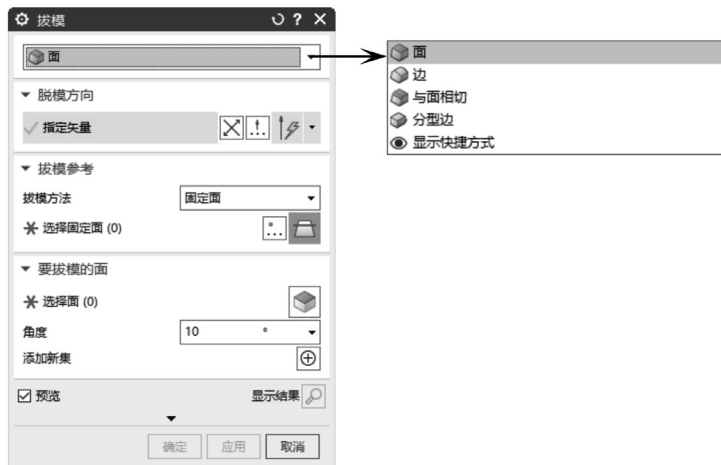 拔模
面
脱模方向
指定矢量
拔模参考
拔模方法 固定面
选择固定面 (0)
要拔模的面
选择面 (0)
角度 10 °
添加新集
预览 显示结果
确定 应用 取消
面
边
与面相切
分型边
显示快捷方式